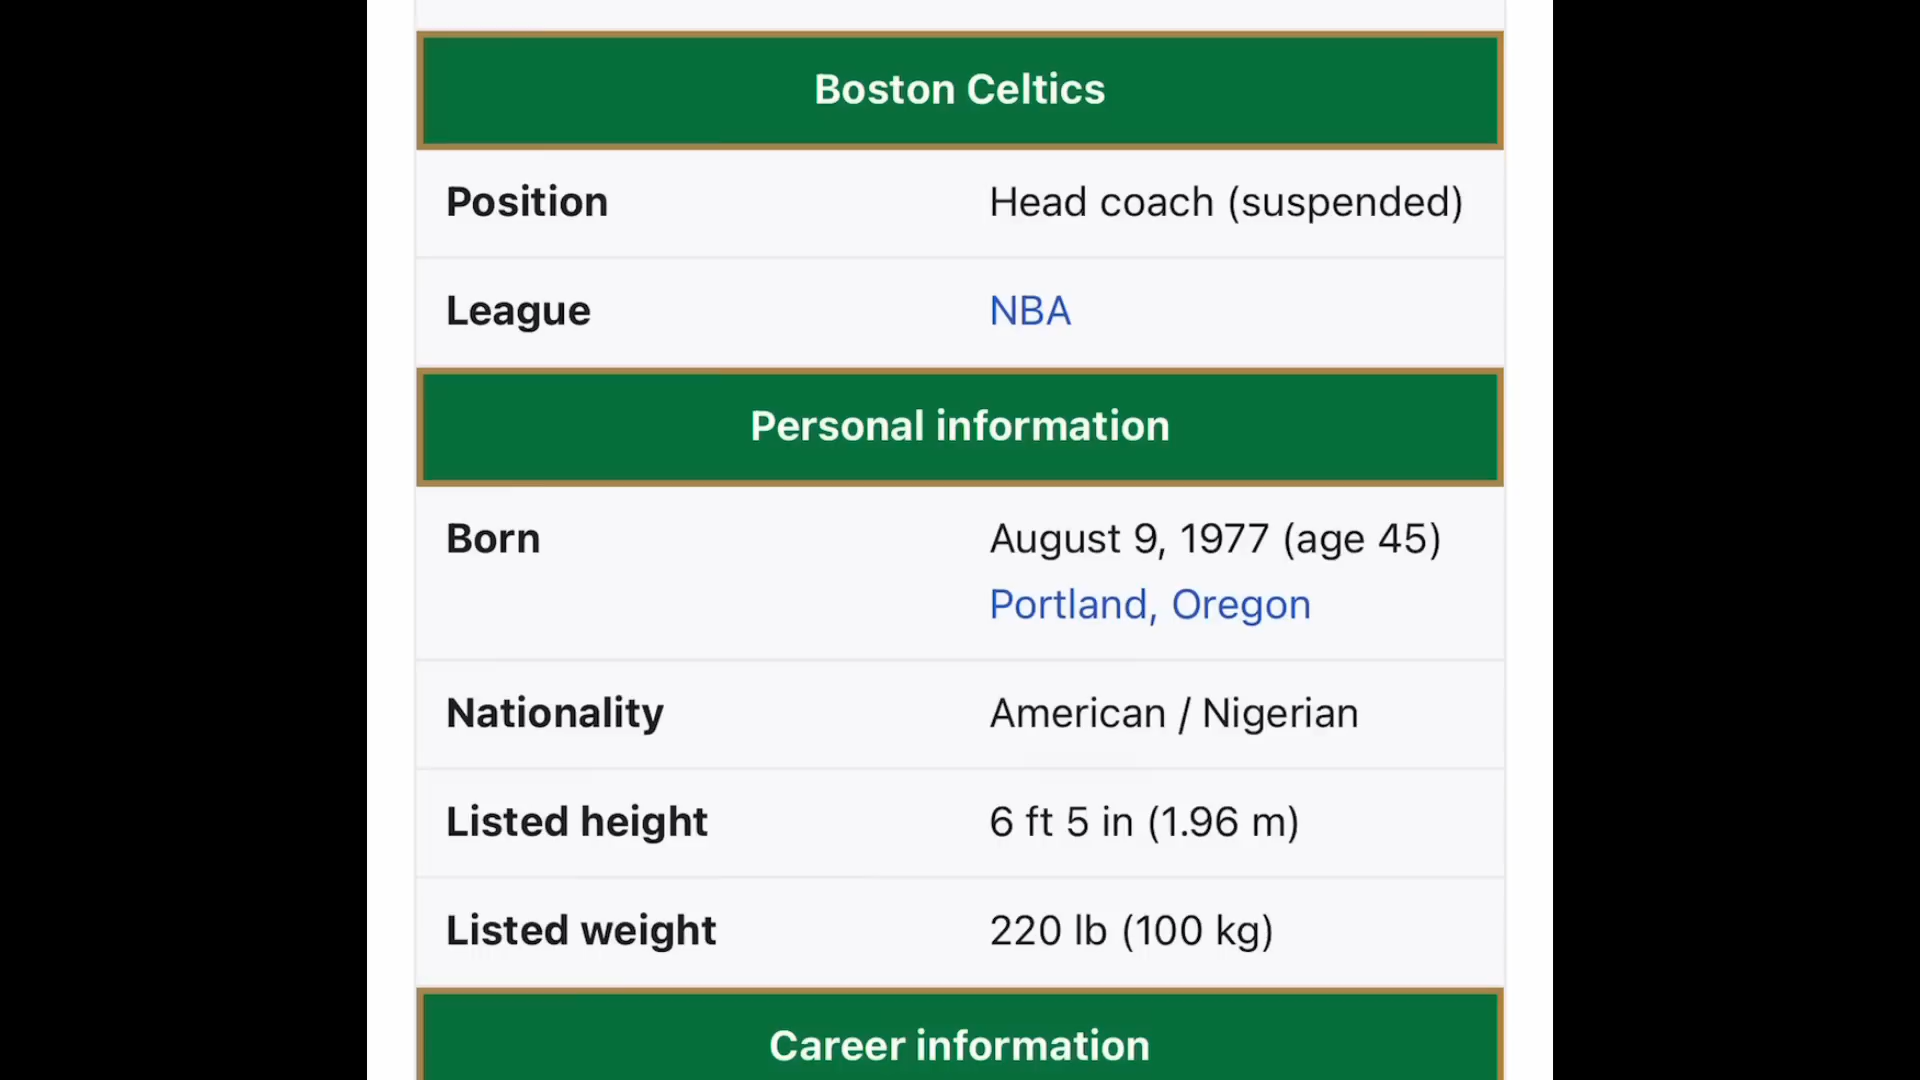 Boston Celtics
Position Head coach (suspended)
League NBA
Personal information
Born August 9, 1977 (age 45)
Portland, Oregon
Nationality American / Nigerian
Listed height 6 ft 5 in (1.96 m)
Listed weight 220 lb (100 kg)
Career information